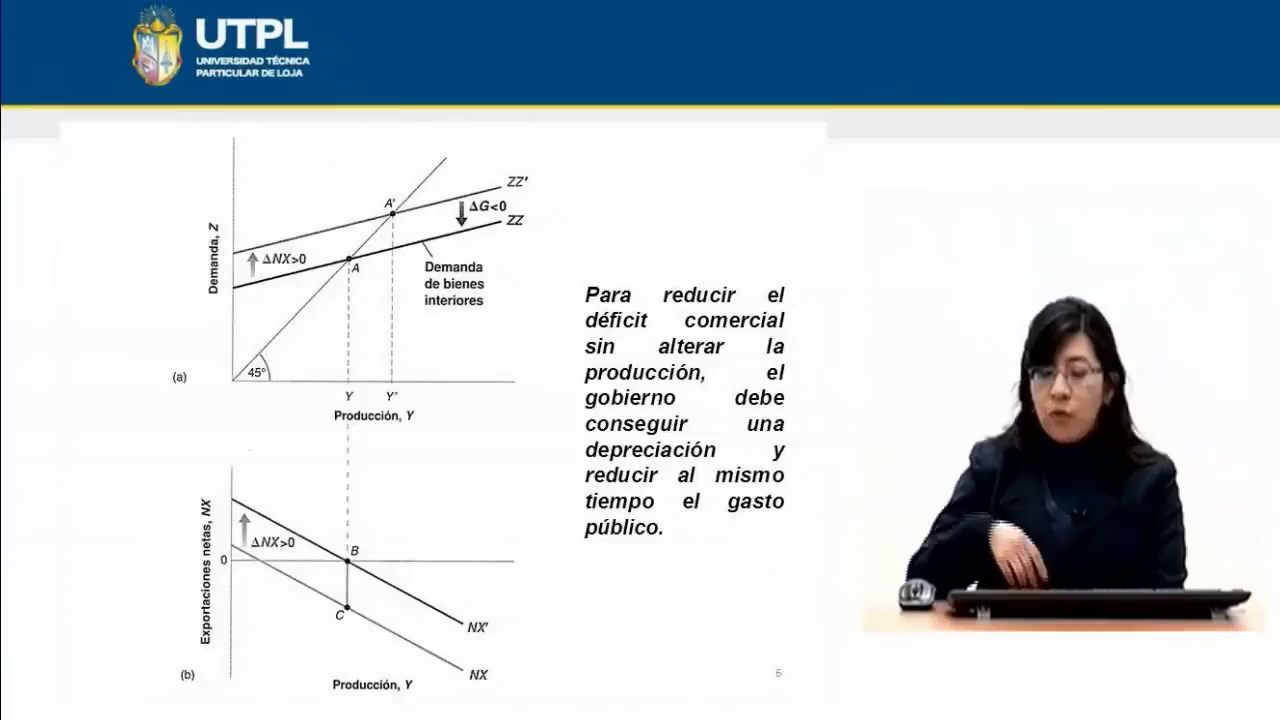 UTPL
UNIVERSIDAD TÉCNICA
PARTICULAR DE LOJA
ZZ'
A'
ΔG<0
ZZ
Demanda, Z
ΔNX>0
A
Demanda
de bienes
interiores
45°
(a)
Y Y'
Producción, Y
Para reducir el
déficit comercial
sin alterar la
producción, el
gobierno debe
conseguir una
depreciación y
reducir al mismo
tiempo el gasto
público.
Exportaciones netas, NX
ΔNX>0
B
0
C
NX'
NX
(b)
Producción, Y
6